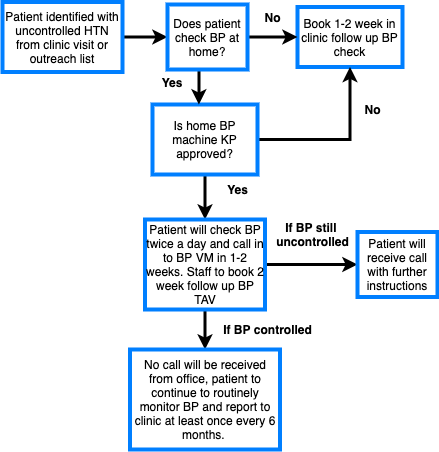 Patient identified with
uncontrolled HTN
from clinic visit or
outreach list
Does patient
check BP at
home?
No
Book 1-2 week in
clinic follow up BP
check
Yes
No
Is home BP
machine KP
approved?
Yes
Patient will check BP
twice a day and call in
to BP VM in 1-2
weeks. Staff to book 2
week follow up BP
TAV
If BP still
uncontrolled
Patient will
receive call
with further
instructions
If BP controlled
No call will be received
from office, patient to
continue to routinely
monitor BP and report to
clinic at least once every 6
months.